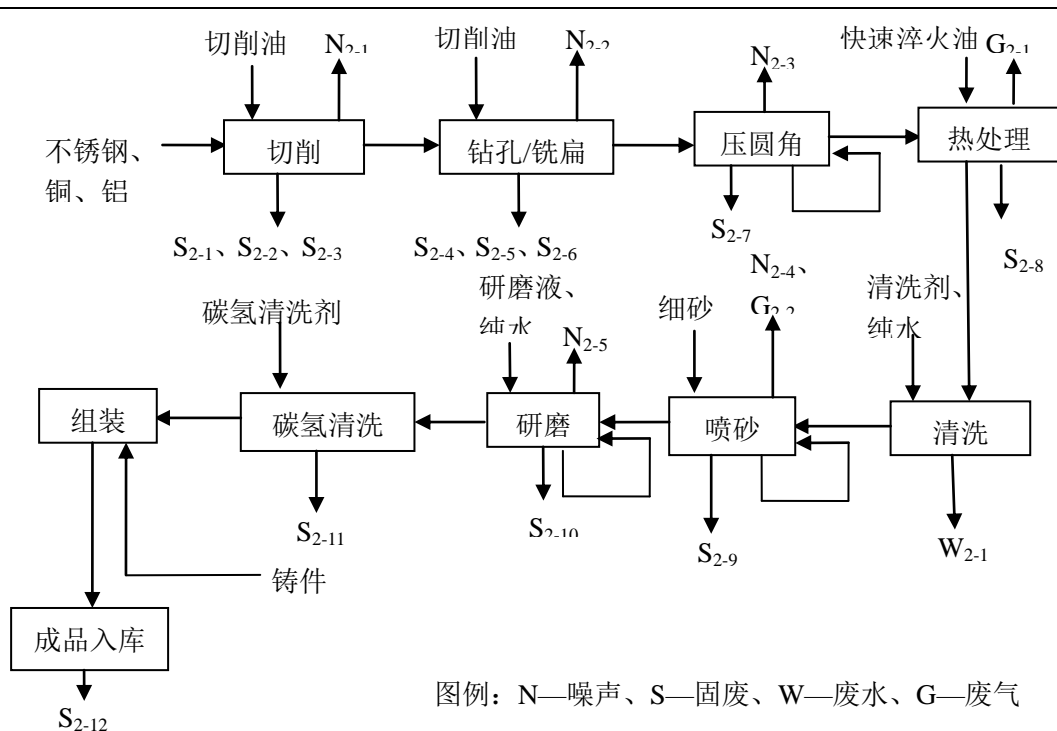 切削油
N2-1
切削油
N2-2
N2-3
快速淬火油
G2-1
不锈钢、
铜、铝
切削
钻孔/铣扁
压圆角
热处理
S2-1、S2-2、S2-3
S2-4、S2-5、S2-6
S2-7
S2-8
碳氢清洗剂
研磨液、
纯水
N2-5
细砂
N2-4、
G2-2
清洗剂、
纯水
组装
碳氢清洗
研磨
喷砂
清洗
S2-11
S2-10
S2-9
W2-1
铸件
成品入库
S2-12
图例：N—噪声、S—固废、W—废水、G—废气